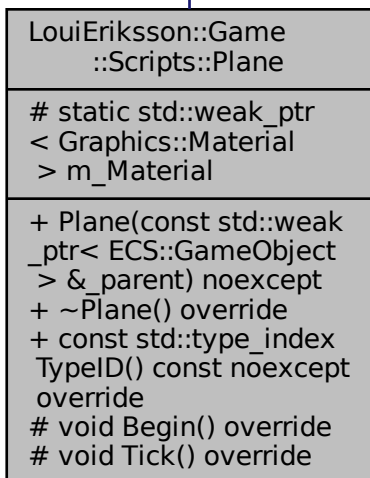 LouiEriksson::Game
::Scripts::Plane
# static std::weak_ptr
< Graphics::Material
> m_Material
+ Plane(const std::weak
_ptr< ECS::GameObject
> &_parent) noexcept
+ ~Plane() override
+ const std::type_index
TypeID() const noexcept
override
# void Begin() override
# void Tick() override